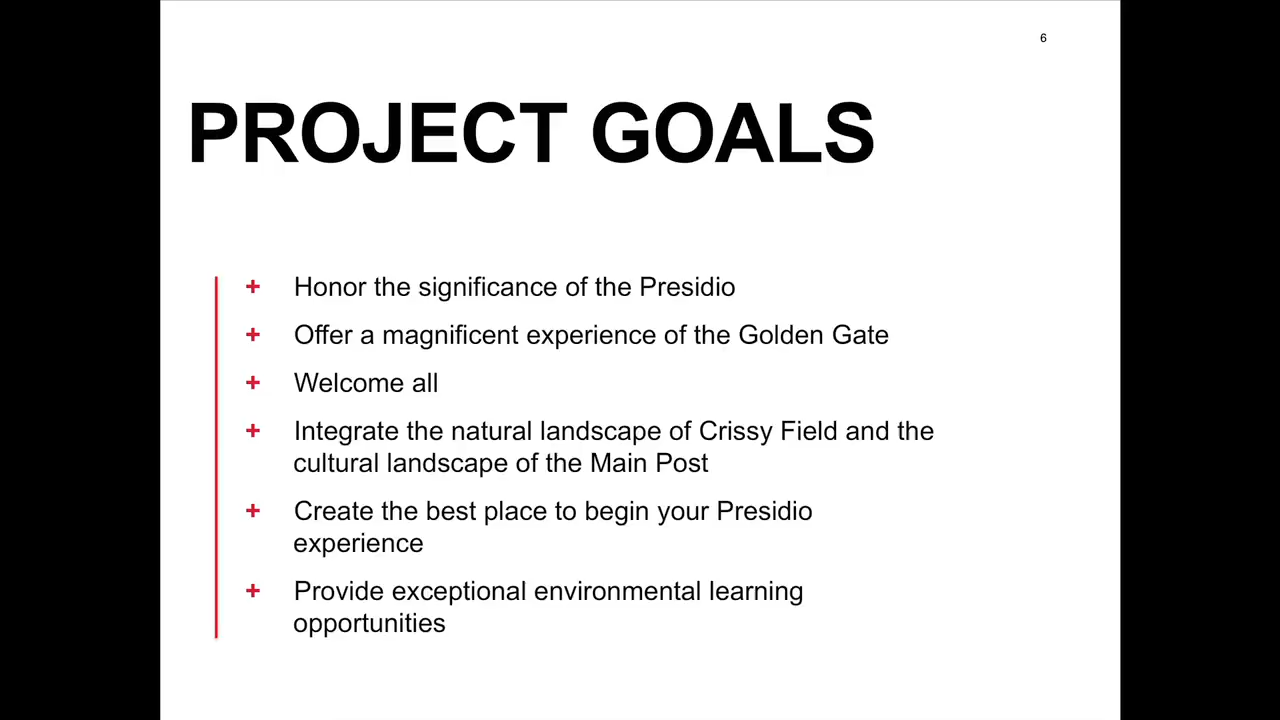 6
PROJECT GOALS
+ Honor the significance of the Presidio
+ Offer a magnificent experience of the Golden Gate
+ Welcome all
+ Integrate the natural landscape of Crissy Field and the
cultural landscape of the Main Post
+ Create the best place to begin your Presidio
experience
+ Provide exceptional environmental learning
opportunities